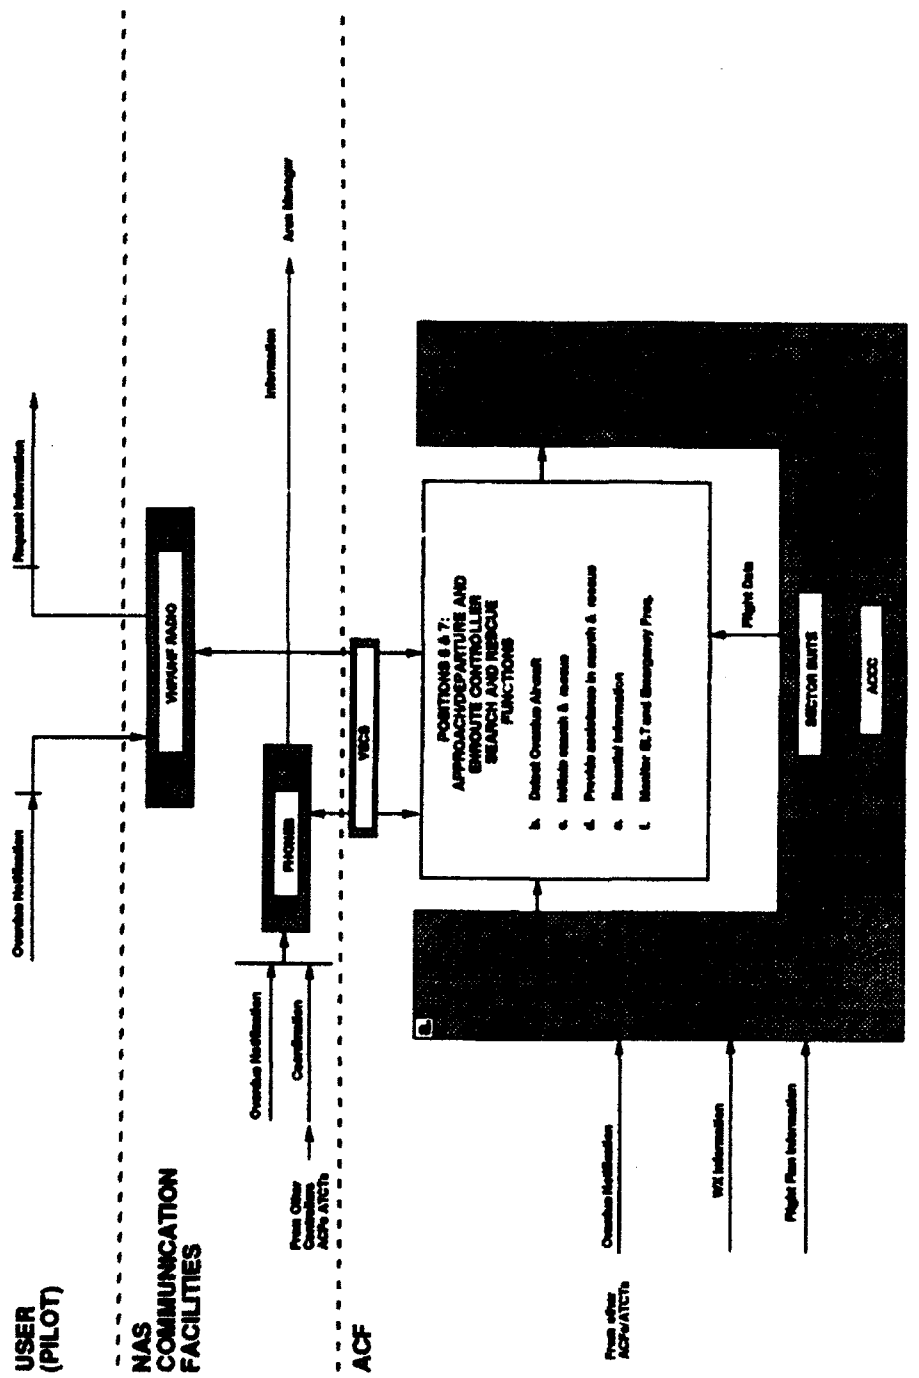 USER
(PILOT)
Overdue Notification
Request Information
NAS
COMMUNICATION
FACILITIES
VHF/UHF RADIO
Overdue Notification
Coordination
From Other
Controllers
ACFs ATCTs
PHONES
Information
Area Manager
ACF
VSCS
a.
POSITIONS 6 & 7:
APPROACH/DEPARTURE AND
ENROUTE CONTROLLER
SEARCH AND RESCUE
FUNCTIONS
b. Detect Overdue Aircraft
c. Initiate search & rescue
d. Provide assistance in search & rescue
e. Essential Information
f. Monitor ELT and Emergency Freq.
Flight Data
SECTOR SUITE
ACCC
From other
ACFs/ATCTs
Overdue Notification
WX Information
Flight Plan Information